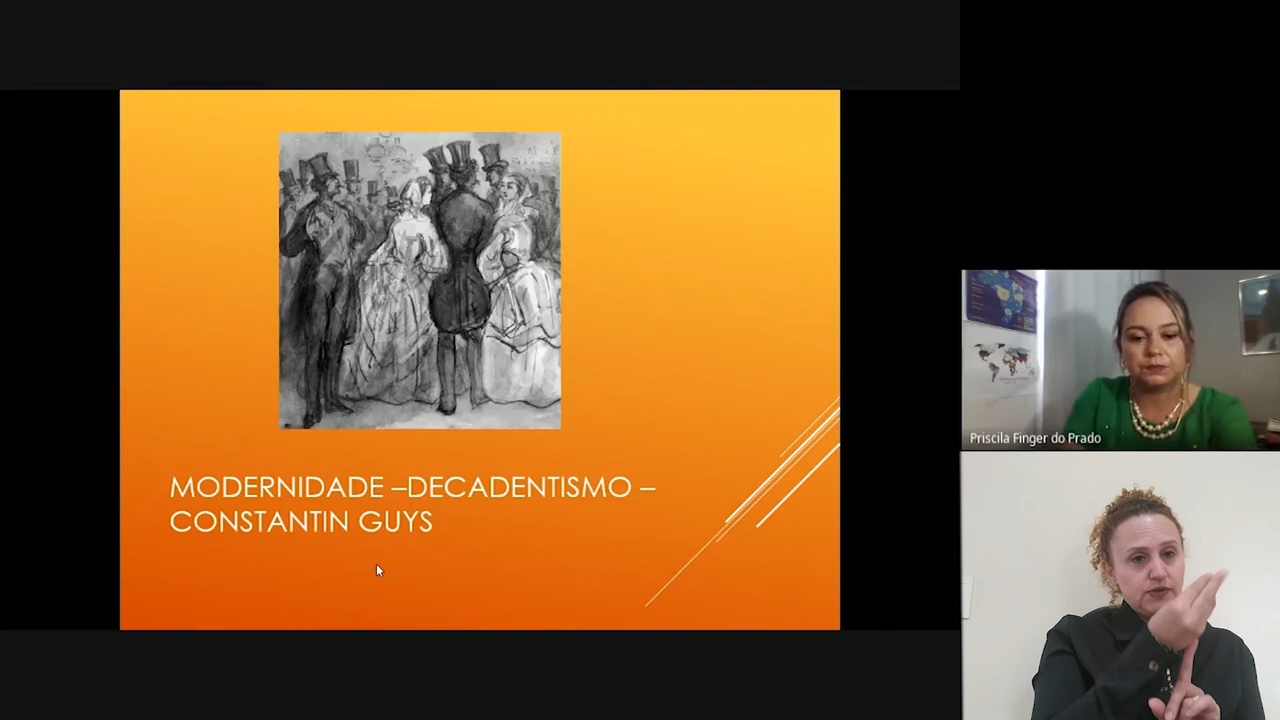 MODERNIDADE –DECADENTISMO –
CONSTANTIN GUYS
Priscila Finger do Prado